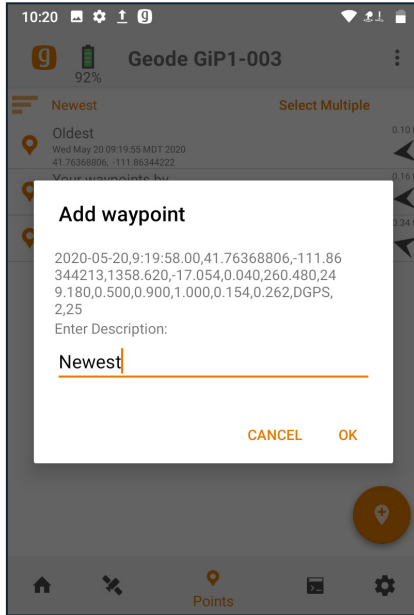 10:20
g
g
92%
Geode GiP1-003
Newest
Select Multiple
Oldest
0.10
Wed May 20 09:19:55 MDT 2020
41.76368806, -111.86344222
Your waypoints by
0.16
0.34
Add waypoint
2020-05-20,9:19:58.00,41.76368806,-111.86
344213,1358.620,-17.054,0.040,260.480,24
9.180,0.500,0.900,1.000,0.154,0.262,DGPS,
2,25
Enter Description:
Newest
CANCEL
OK
Points